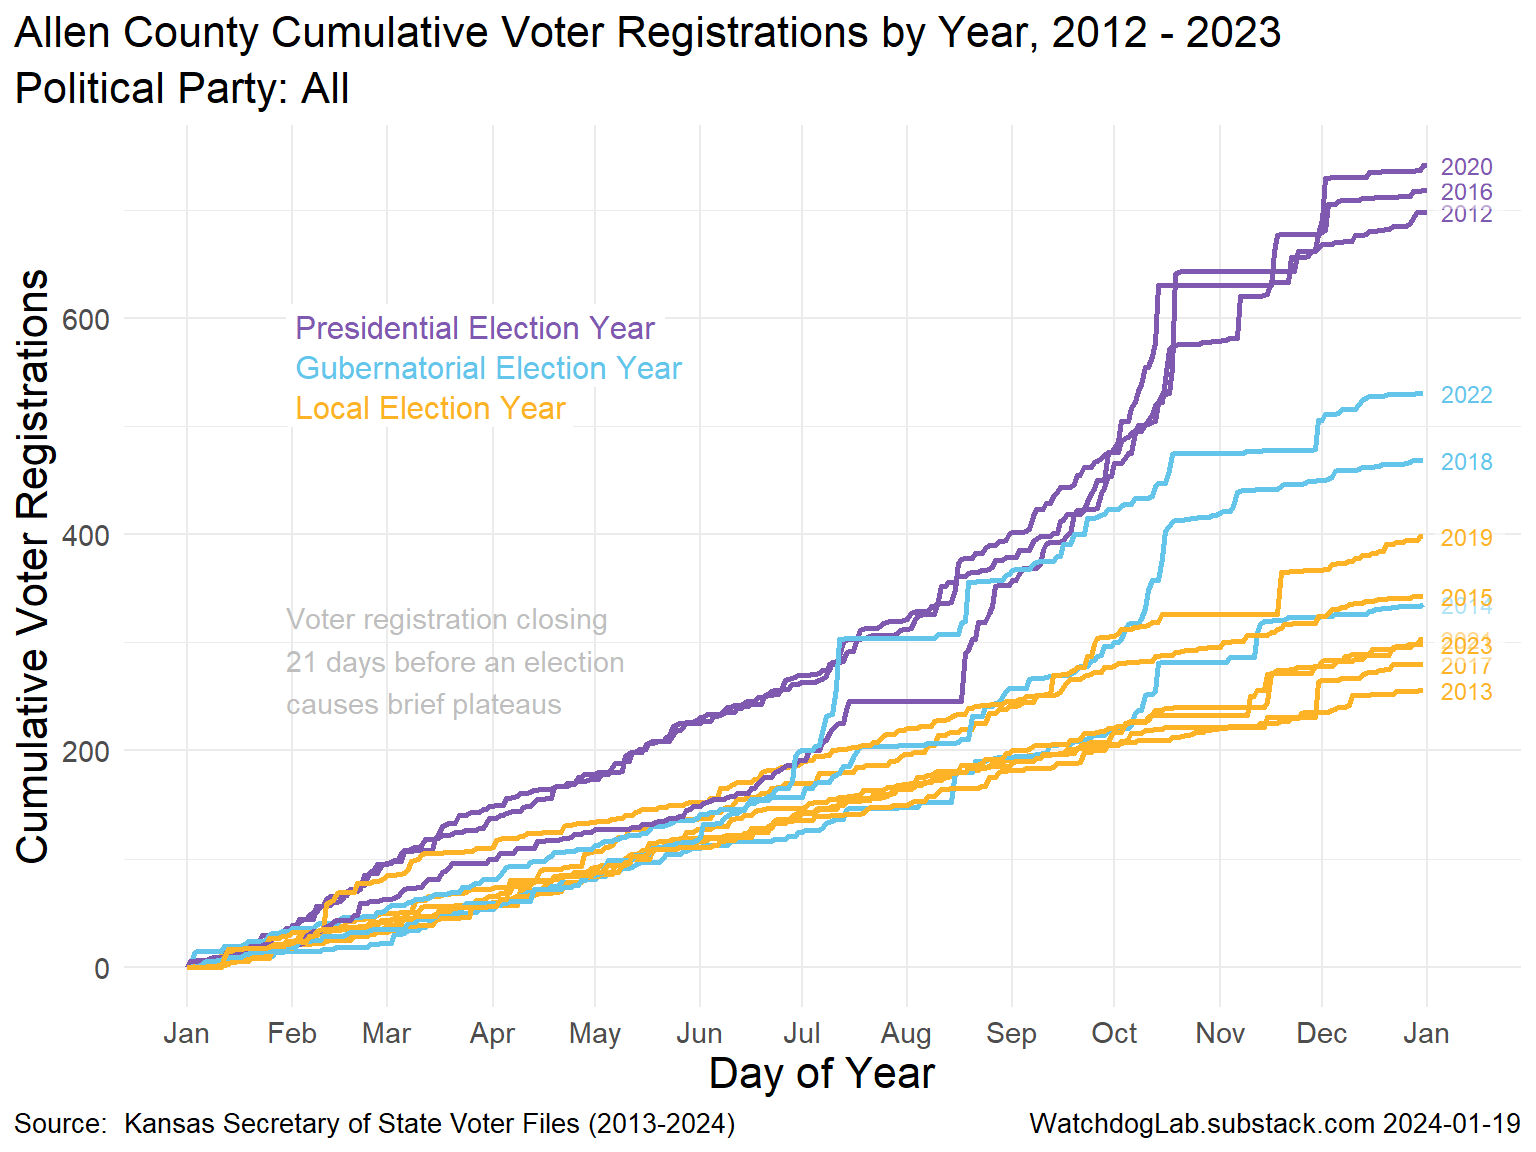 Allen County Cumulative Voter Registrations by Year, 2012 - 2023
Political Party: All
Cumulative Voter Registrations
600
400
200
0
Presidential Election Year
Gubernatorial Election Year
Local Election Year
Voter registration closing
21 days before an election
causes brief plateaus
2020
2016
2012
2022
2018
2019
2015
2014
2023
2017
2013
Jan Feb Mar Apr May Jun Jul Aug Sep Oct Nov Dec Jan
Day of Year
Source:  Kansas Secretary of State Voter Files (2013-2024)
WatchdogLab.substack.com 2024-01-19